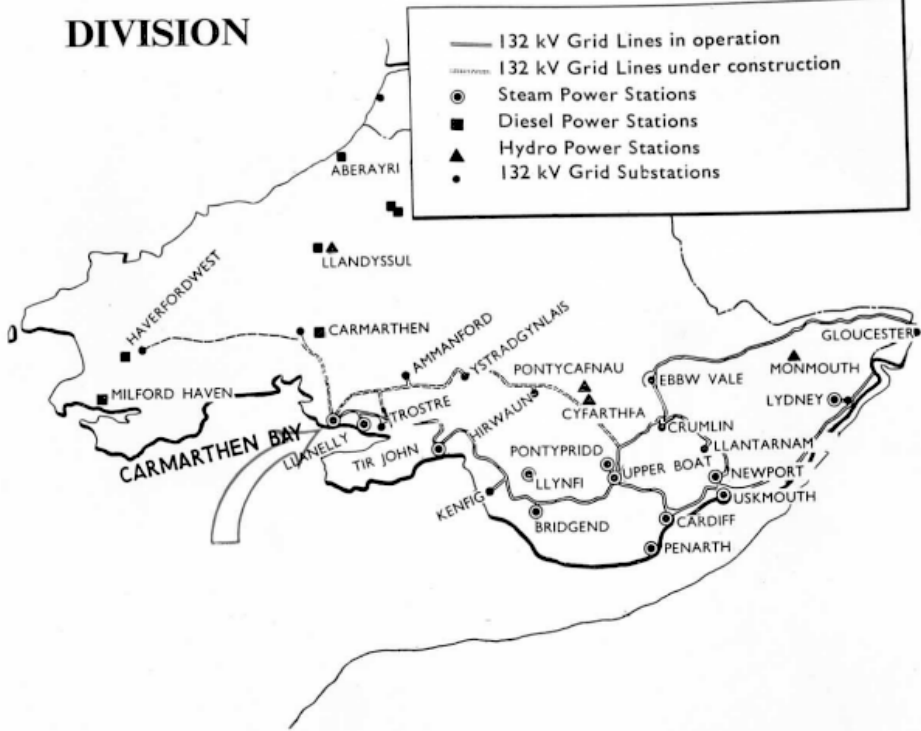 DIVISION
132 kV Grid Lines in operation
132 kV Grid Lines under construction
Steam Power Stations
Diesel Power Stations
Hydro Power Stations
132 kV Grid Substations
ABERAYRI
LLANDYSSUL
HAVERFORDWEST
CARMARTHEN
AMMANFORD
YSTRADGYNLAIS
PONTYCAFNAU
GLOUCESTER
MONMOUTH
EBBW VALE
MILFORD HAVEN
LYDNEY
TROSTRE
HIRWAUN
CYFARTHFA
CRUMLIN
CARMARTHEN BAY
LLANELLY
LLANTARNAM
TIR JOHN
PONTYPRIDD
UPPER BOAT
NEWPORT
LLYNFI
USKMOUTH
KENFIG
BRIDGEND
CARDIFF
PENARTH